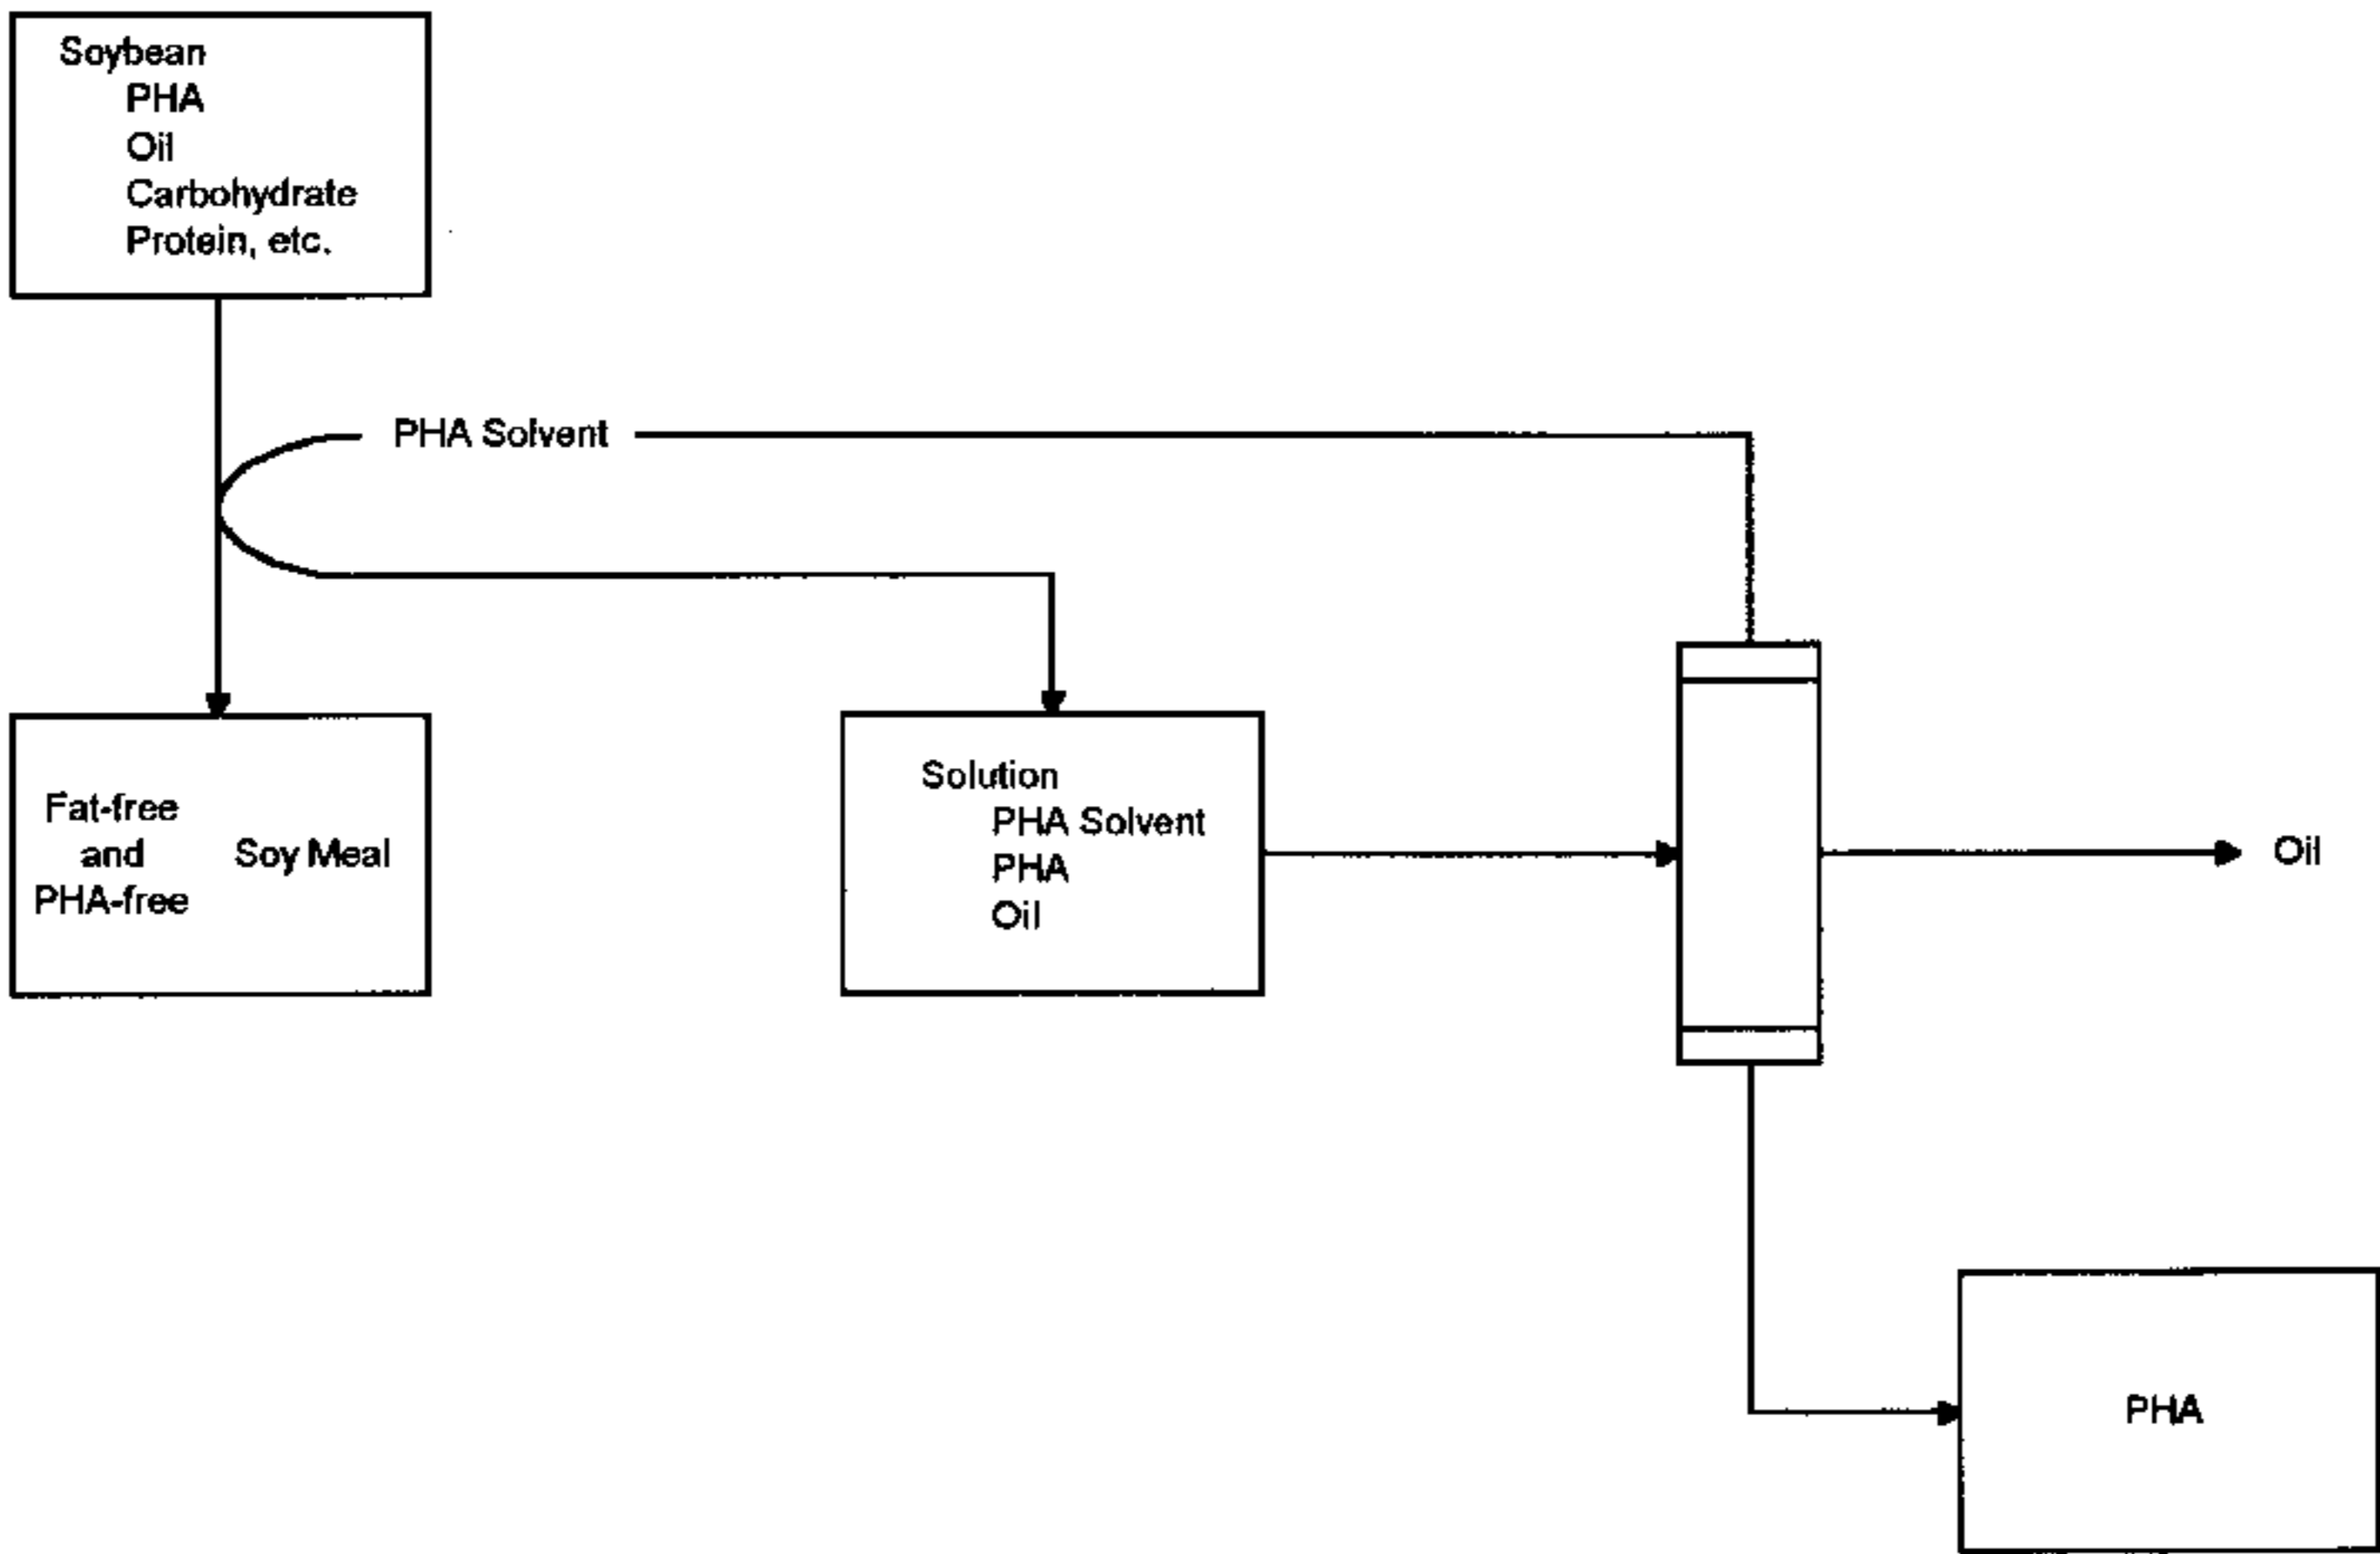 Soybean
PHA
Oil
Carbohydrate
Protein, etc.
PHA Solvent
Fat-free
and
PHA-free
Soy Meal
Solution
PHA Solvent
PHA
Oil
Oil
PHA